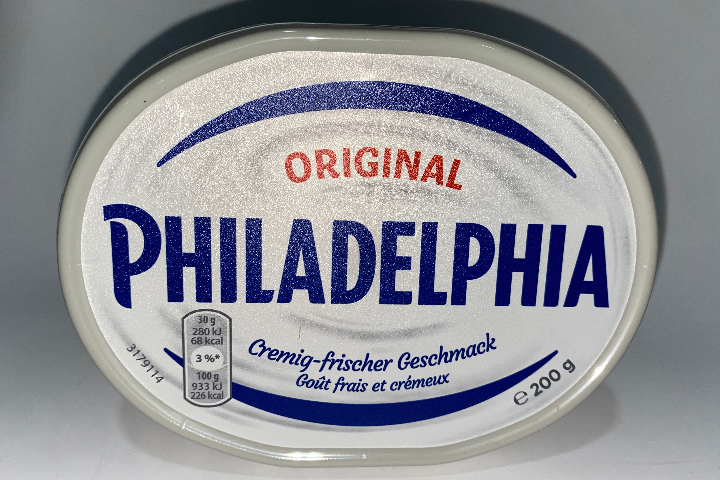 ORIGINAL
PHILADELPHIA
30 g
280 kJ
68 kcal
3 %*
100 g
933 kJ
226 kcal
3179114
Cremig-frischer Geschmack
Goût frais et crémeux
℮ 200 g